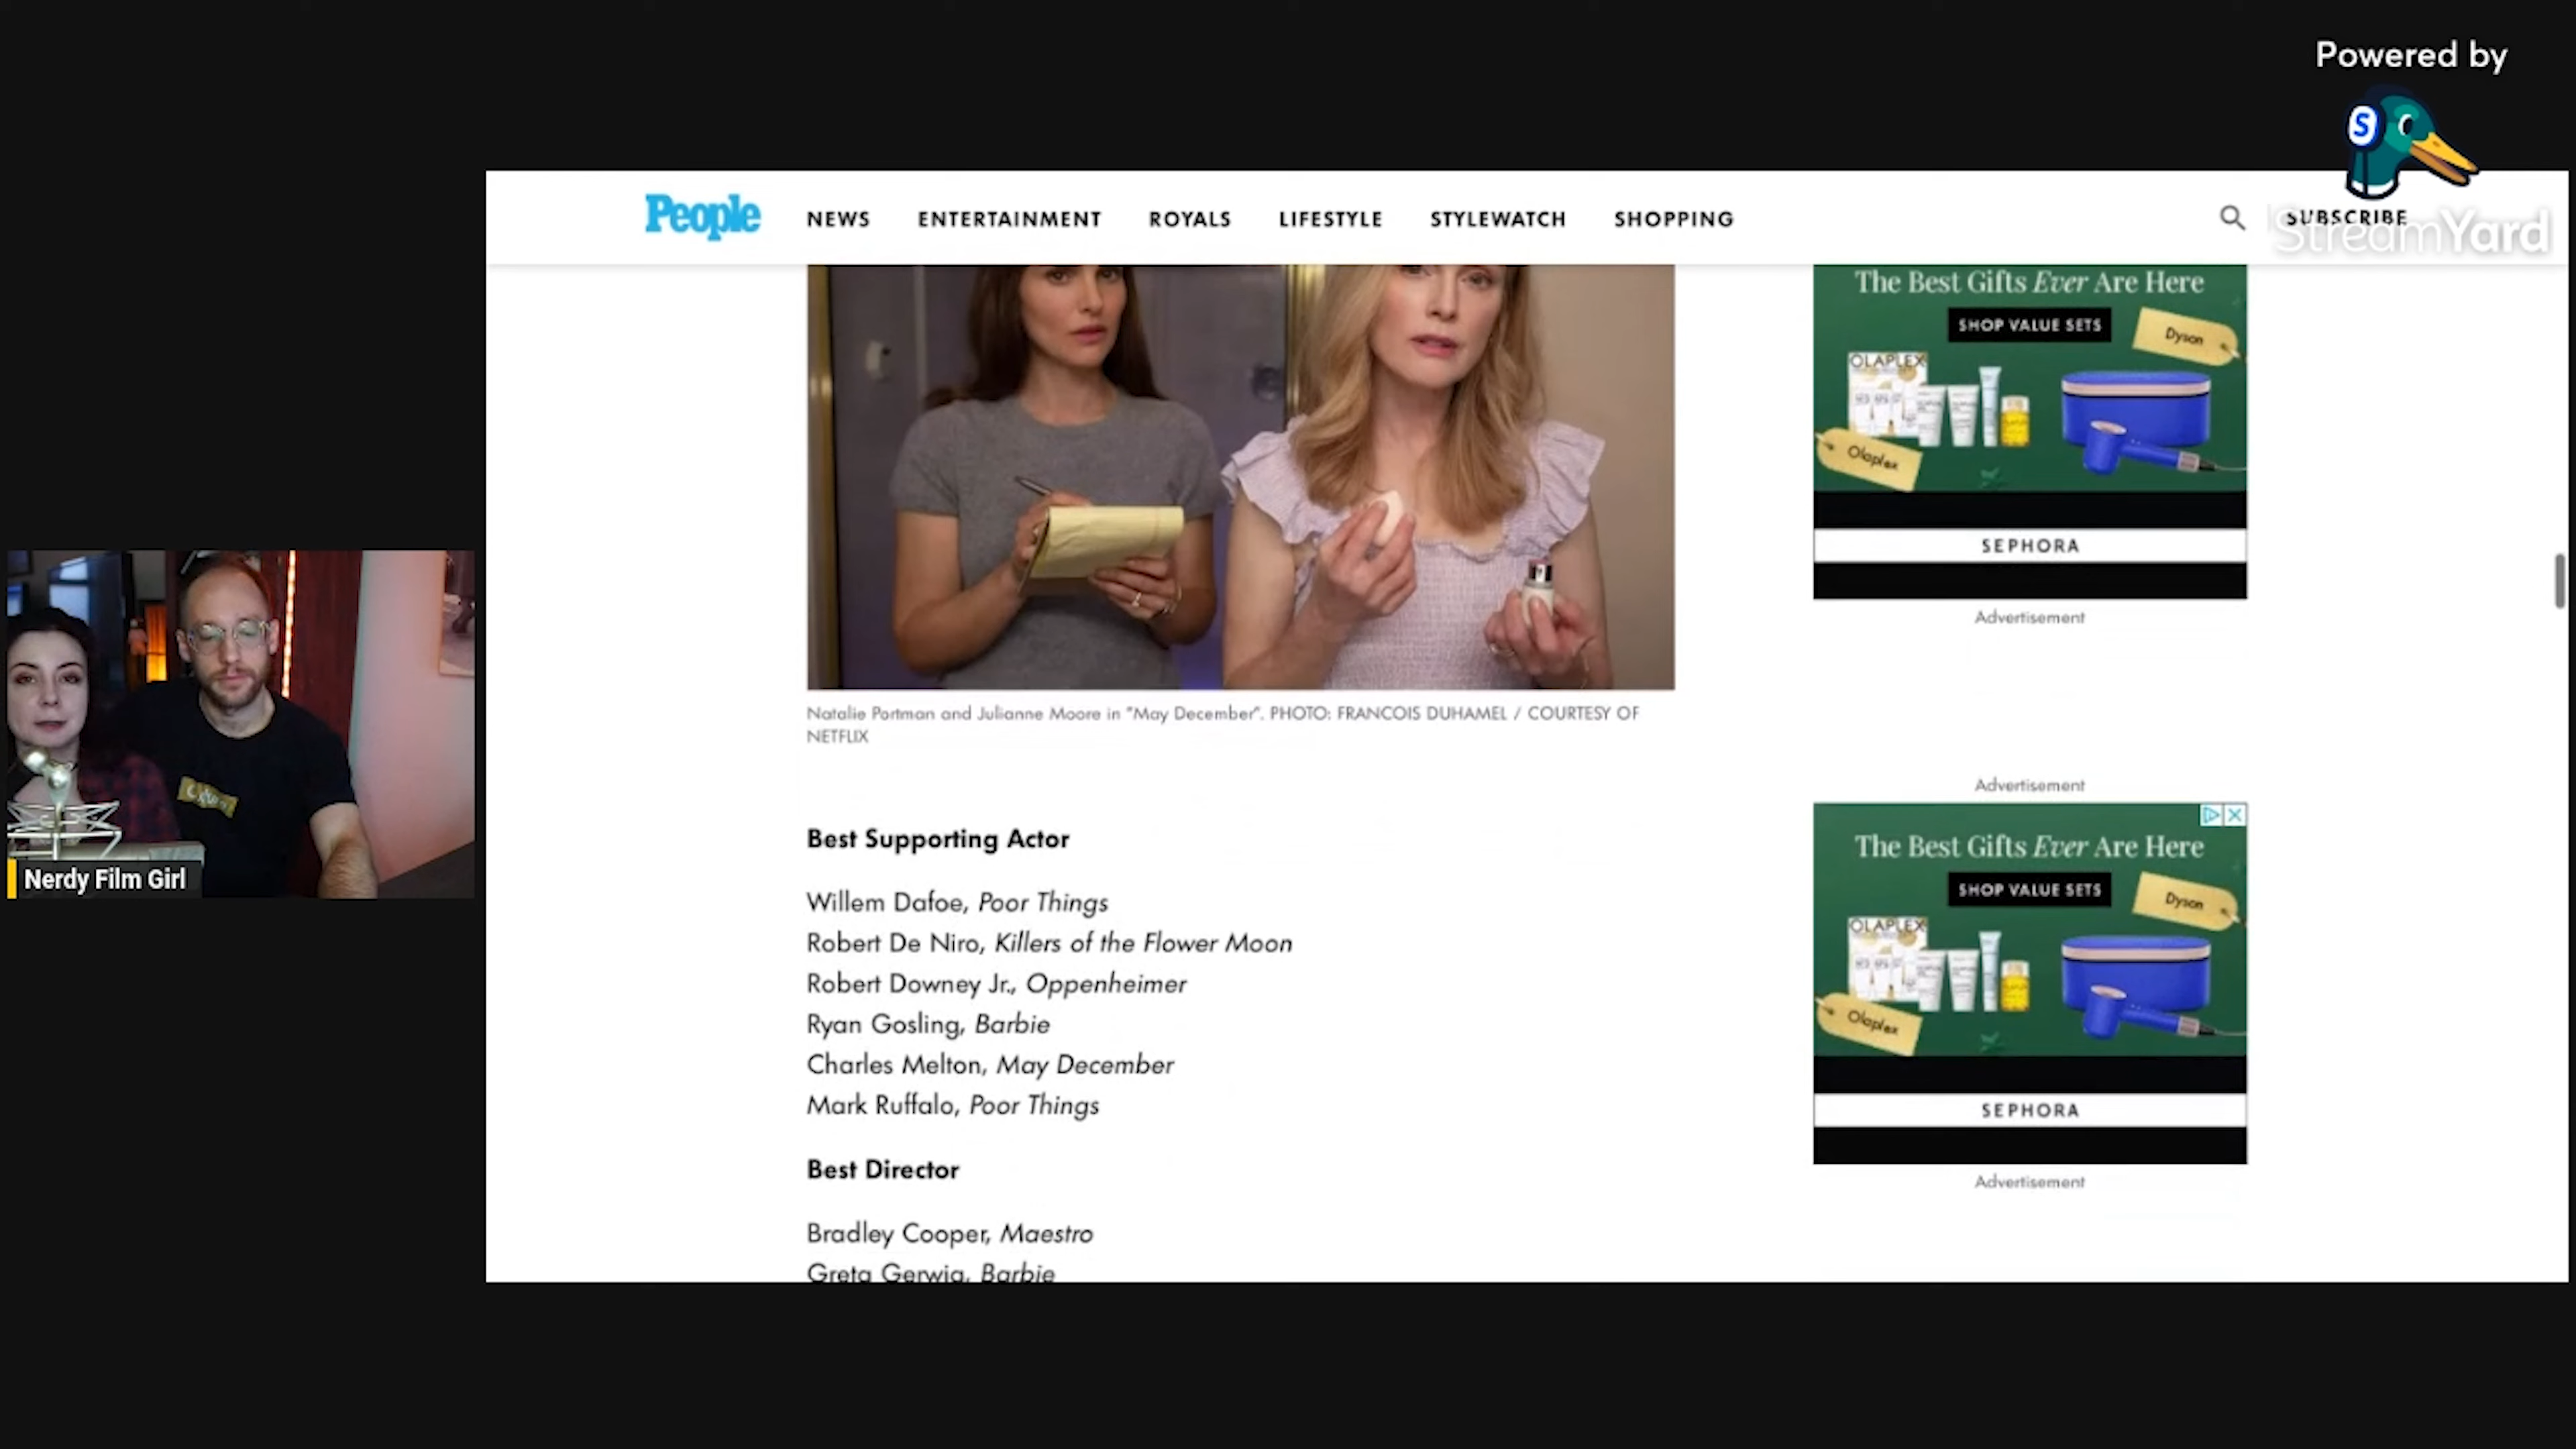 Powered by
S
StreamYard
People
NEWS
ENTERTAINMENT
ROYALS
LIFESTYLE
STYLEWATCH
SHOPPING
SUBSCRIBE
Natalie Portman and Julianne Moore in "May December". PHOTO: FRANCOIS DUHAMEL / COURTESY OF
NETFLIX
Best Supporting Actor
Willem Dafoe, Poor Things
Robert De Niro, Killers of the Flower Moon
Robert Downey Jr., Oppenheimer
Ryan Gosling, Barbie
Charles Melton, May December
Mark Ruffalo, Poor Things
Best Director
Bradley Cooper, Maestro
Greta Gerwig, Barbie
The Best Gifts Ever Are Here
SHOP VALUE SETS
Dyson
OLAPLEX
Olaplex
SEPHORA
Advertisement
Advertisement
The Best Gifts Ever Are Here
SHOP VALUE SETS
Dyson
OLAPLEX
Olaplex
SEPHORA
Advertisement
Nerdy Film Girl